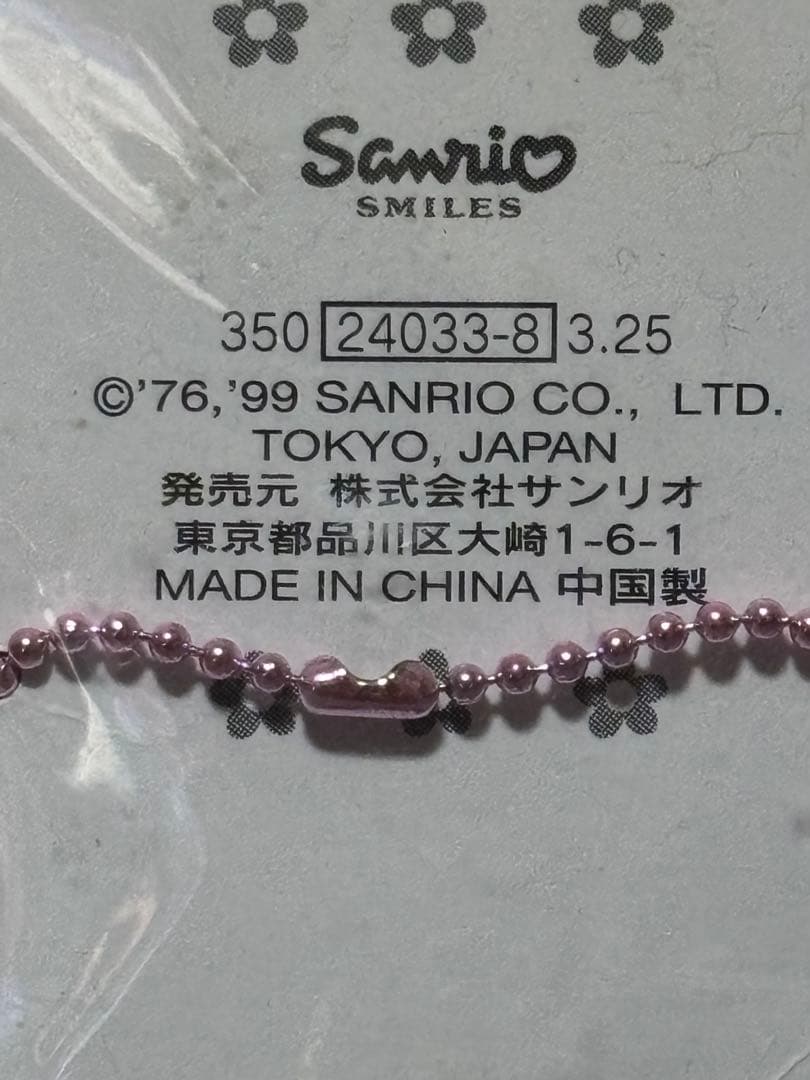 Sanrio
SMILES
350 24033-8 3.25
©'76,'99 SANRIO CO., LTD.
TOKYO, JAPAN
発売元 株式会社サンリオ
東京都品川区大崎1-6-1
MADE IN CHINA 中国製